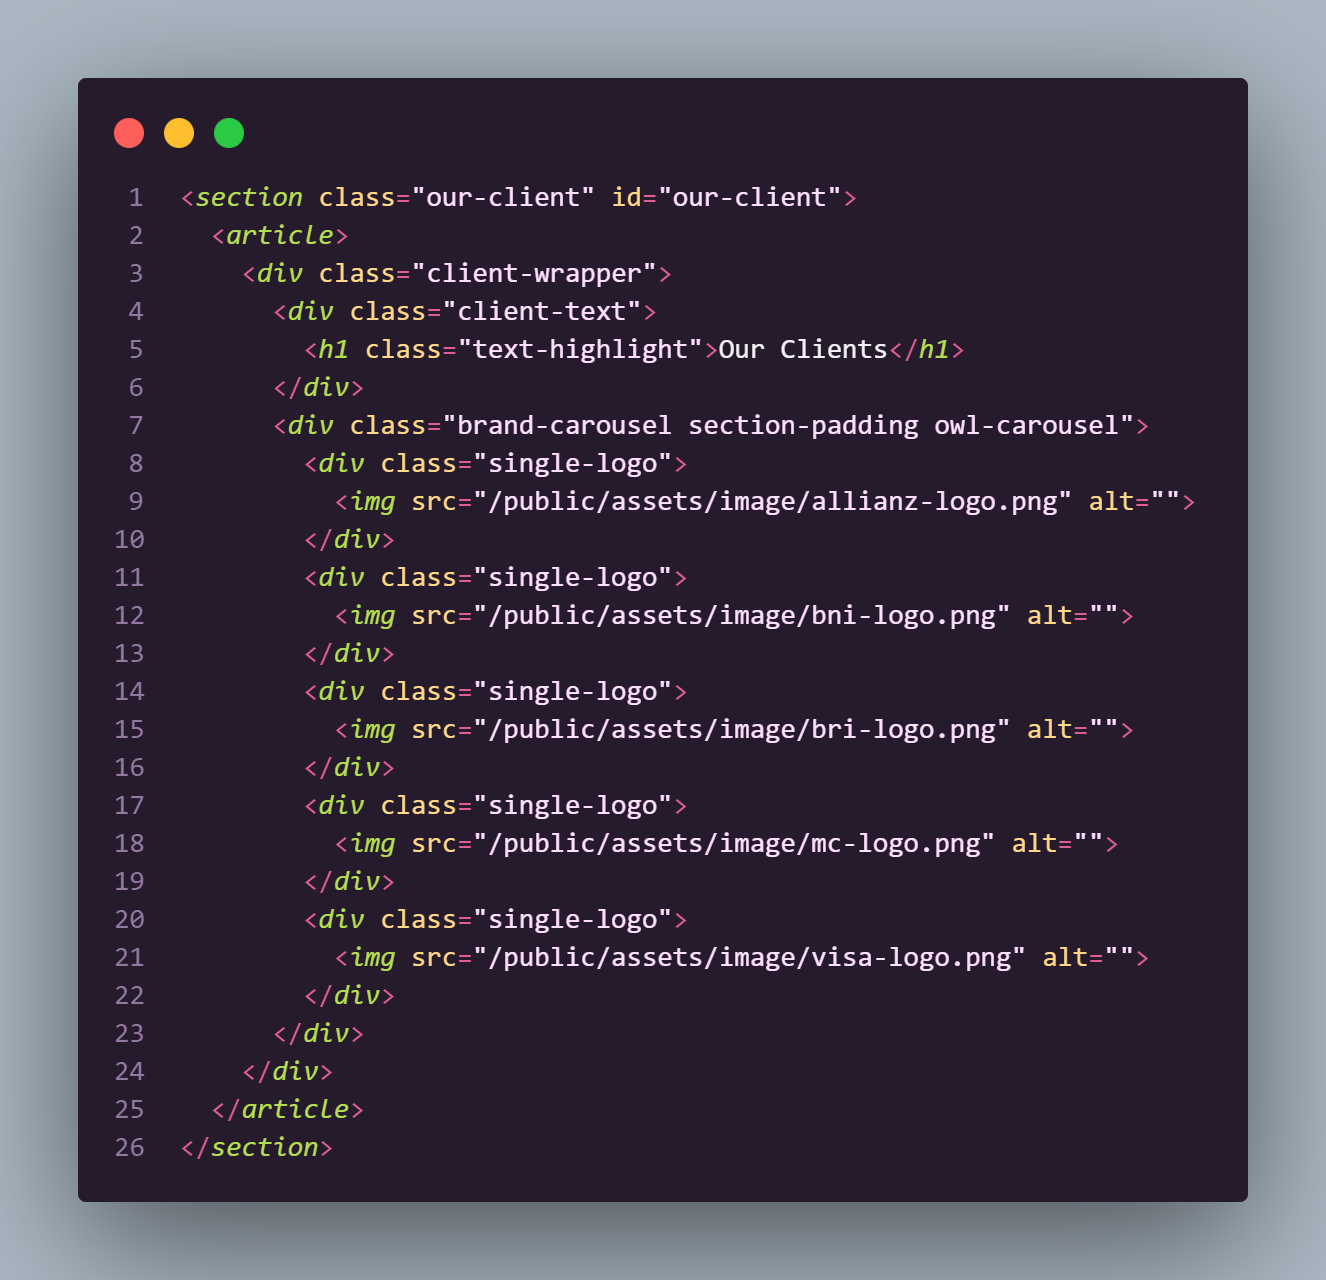 1 <section class="our-client" id="our-client">
2   <article>
3     <div class="client-wrapper">
4       <div class="client-text">
5         <h1 class="text-highlight">Our Clients</h1>
6       </div>
7       <div class="brand-carousel section-padding owl-carousel">
8         <div class="single-logo">
9           <img src="/public/assets/image/allianz-logo.png" alt="">
10         </div>
11         <div class="single-logo">
12           <img src="/public/assets/image/bni-logo.png" alt="">
13         </div>
14         <div class="single-logo">
15           <img src="/public/assets/image/bri-logo.png" alt="">
16         </div>
17         <div class="single-logo">
18           <img src="/public/assets/image/mc-logo.png" alt="">
19         </div>
20         <div class="single-logo">
21           <img src="/public/assets/image/visa-logo.png" alt="">
22         </div>
23       </div>
24     </div>
25   </article>
26 </section>